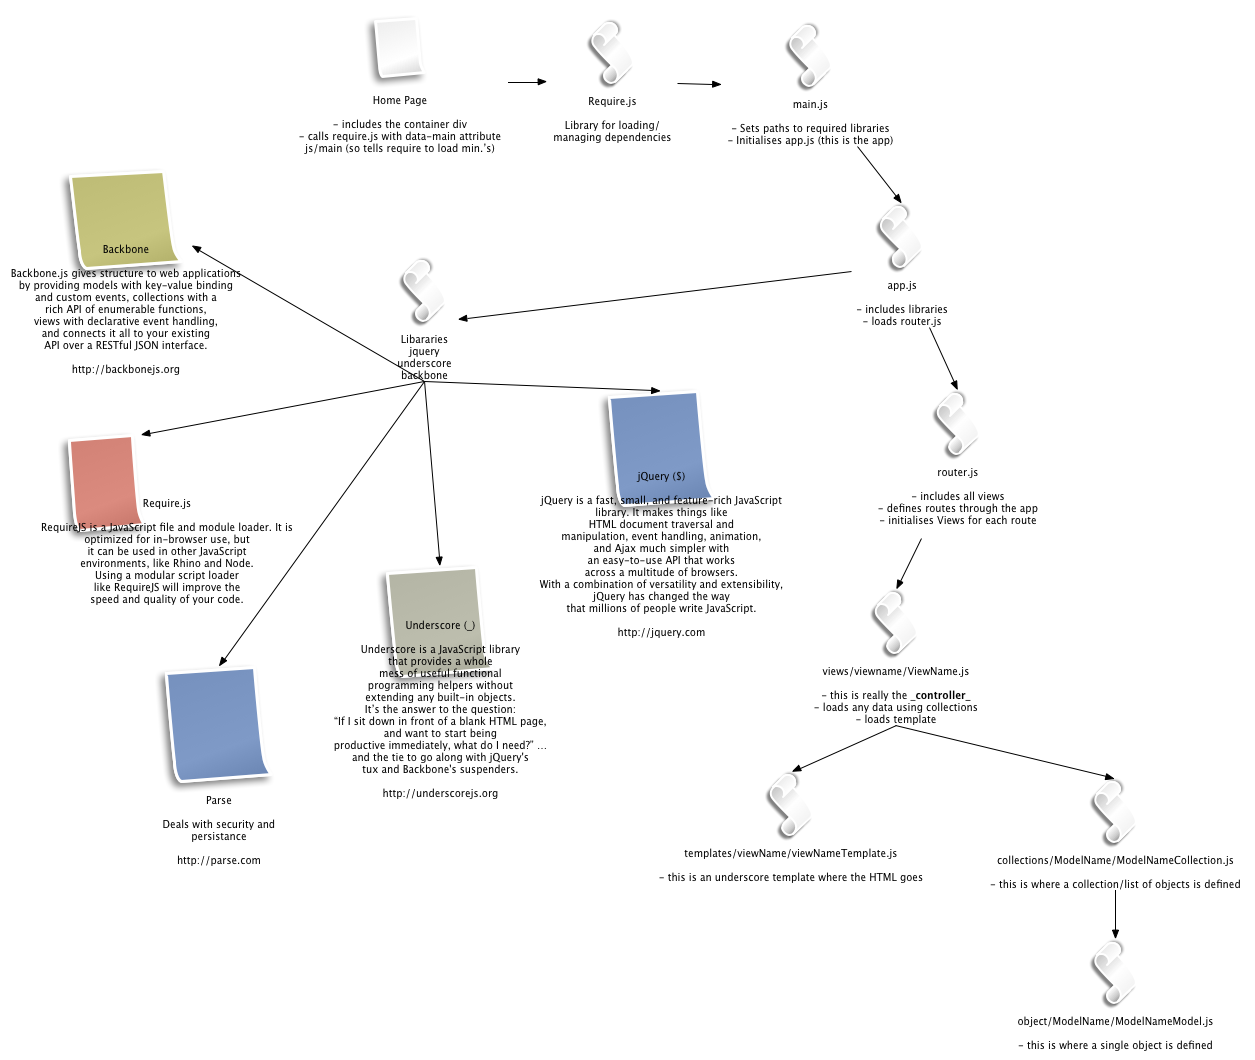 Home Page
- includes the container div
- calls require.js with data-main attribute
js/main (so tells require to load min.'s)
Require.js
Library for loading/
managing dependencies
main.js
- Sets paths to required libraries
- Initialises app.js (this is the app)
Backbone
Backbone.js gives structure to web applications
by providing models with key-value binding
and custom events, collections with a
rich API of enumerable functions,
views with declarative event handling,
and connects it all to your existing
API over a RESTful JSON interface.
http://backbonejs.org
Libararies
jquery
underscore
backbone
app.js
- includes libraries
- loads router.js
Require.js
RequireJS is a JavaScript file and module loader. It is
optimized for in-browser use, but
it can be used in other JavaScript
environments, like Rhino and Node.
Using a modular script loader
like RequireJS will improve the
speed and quality of your code.
jQuery ($)
jQuery is a fast, small, and feature-rich JavaScript
library. It makes things like
HTML document traversal and
manipulation, event handling, animation,
and Ajax much simpler with
an easy-to-use API that works
across a multitude of browsers.
With a combination of versatility and extensibility,
jQuery has changed the way
that millions of people write JavaScript.
http://jquery.com
router.js
- includes all views
- defines routes through the app
- initialises Views for each route
Underscore (_)
Underscore is a JavaScript library
that provides a whole
mess of useful functional
programming helpers without
extending any built-in objects.
It's the answer to the question:
"If I sit down in front of a blank HTML page,
and want to start being
productive immediately, what do I need?" ...
and the tie to go along with jQuery's
tux and Backbone's suspenders.
http://underscorejs.org
views/viewname/ViewName.js
- this is really the _controller_
- loads any data using collections
- loads template
Parse
Deals with security and
persistance
http://parse.com
templates/viewName/viewNameTemplate.js
- this is an underscore template where the HTML goes
collections/ModelName/ModelNameCollection.js
- this is where a collection/list of objects is defined
object/ModelName/ModelNameModel.js
- this is where a single object is defined